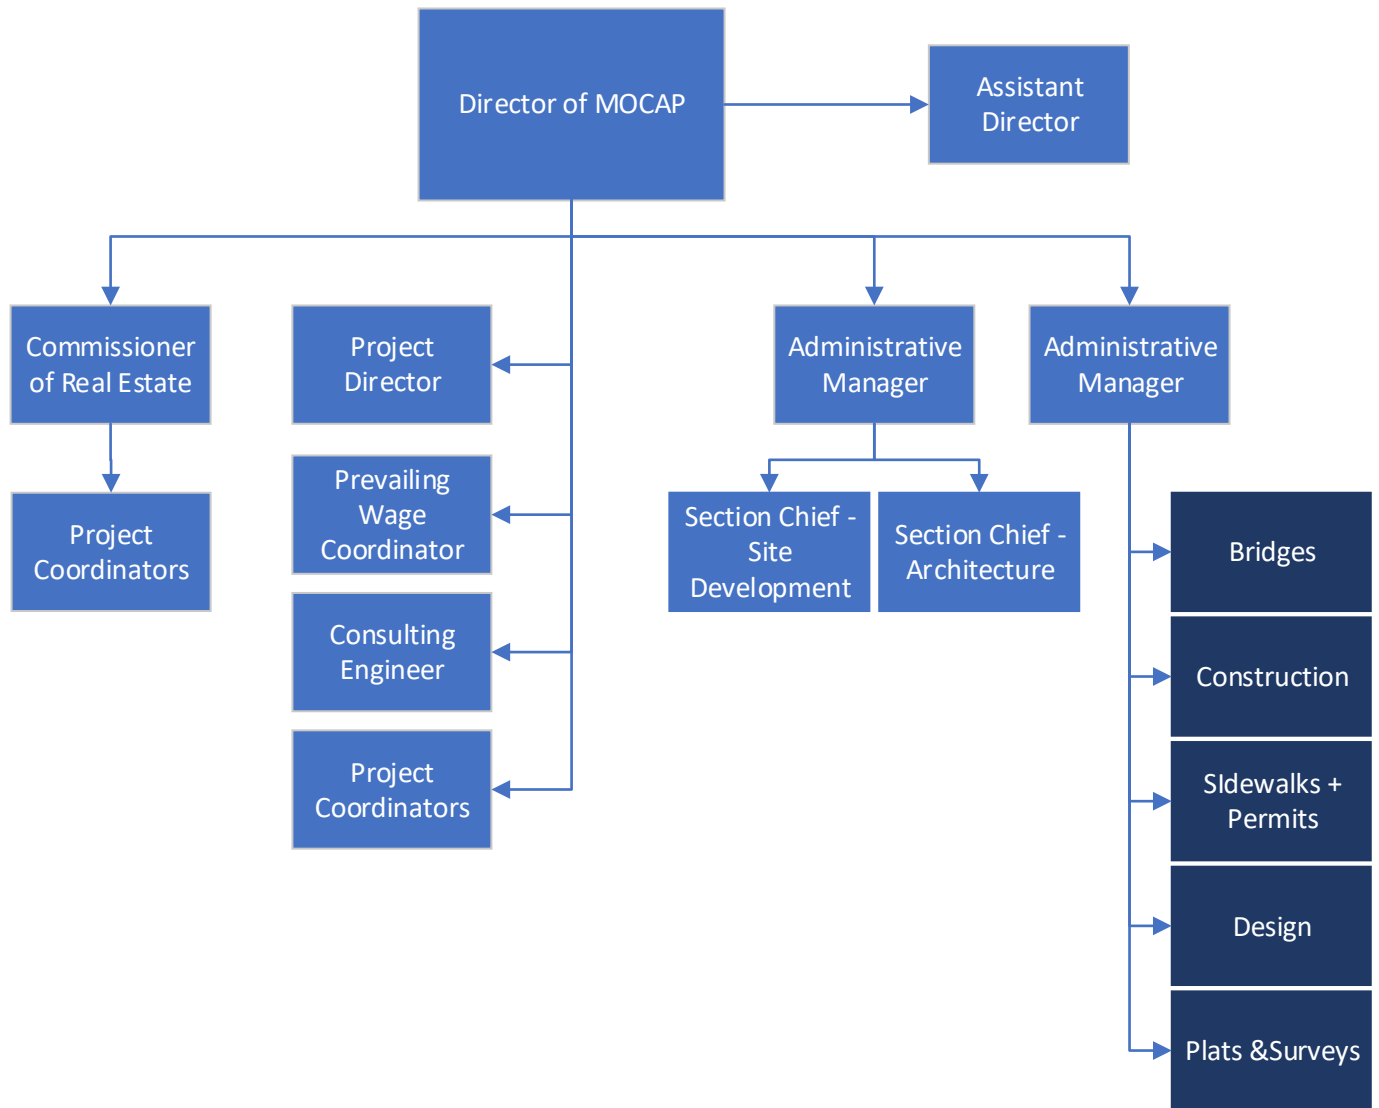 Director of MOCAP
Assistant
Director
Commissioner
of Real Estate
Project
Director
Administrative
Manager
Administrative
Manager
Project
Coordinators
Prevailing
Wage
Coordinator
Section Chief -
Site
Development
Section Chief -
Architecture
Bridges
Consulting
Engineer
Construction
Project
Coordinators
SIdewalks +
Permits
Design
Plats &Surveys